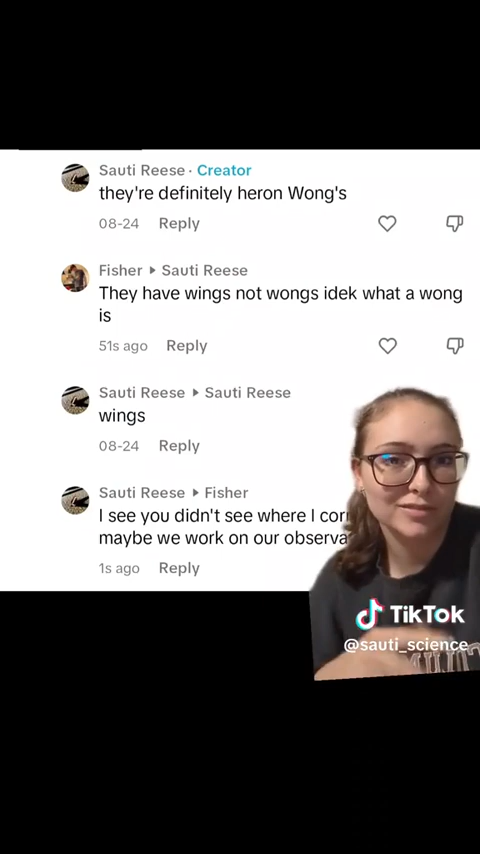 Sauti Reese · Creator
they're definitely heron Wong's
08-24 Reply
Fisher ▸ Sauti Reese
They have wings not wongs idek what a wong
is
51s ago Reply
Sauti Reese ▸ Sauti Reese
wings
08-24 Reply
Sauti Reese ▸ Fisher
I see you didn't see where I cor
maybe we work on our observa
1s ago Reply
TikTok
@sauti_science